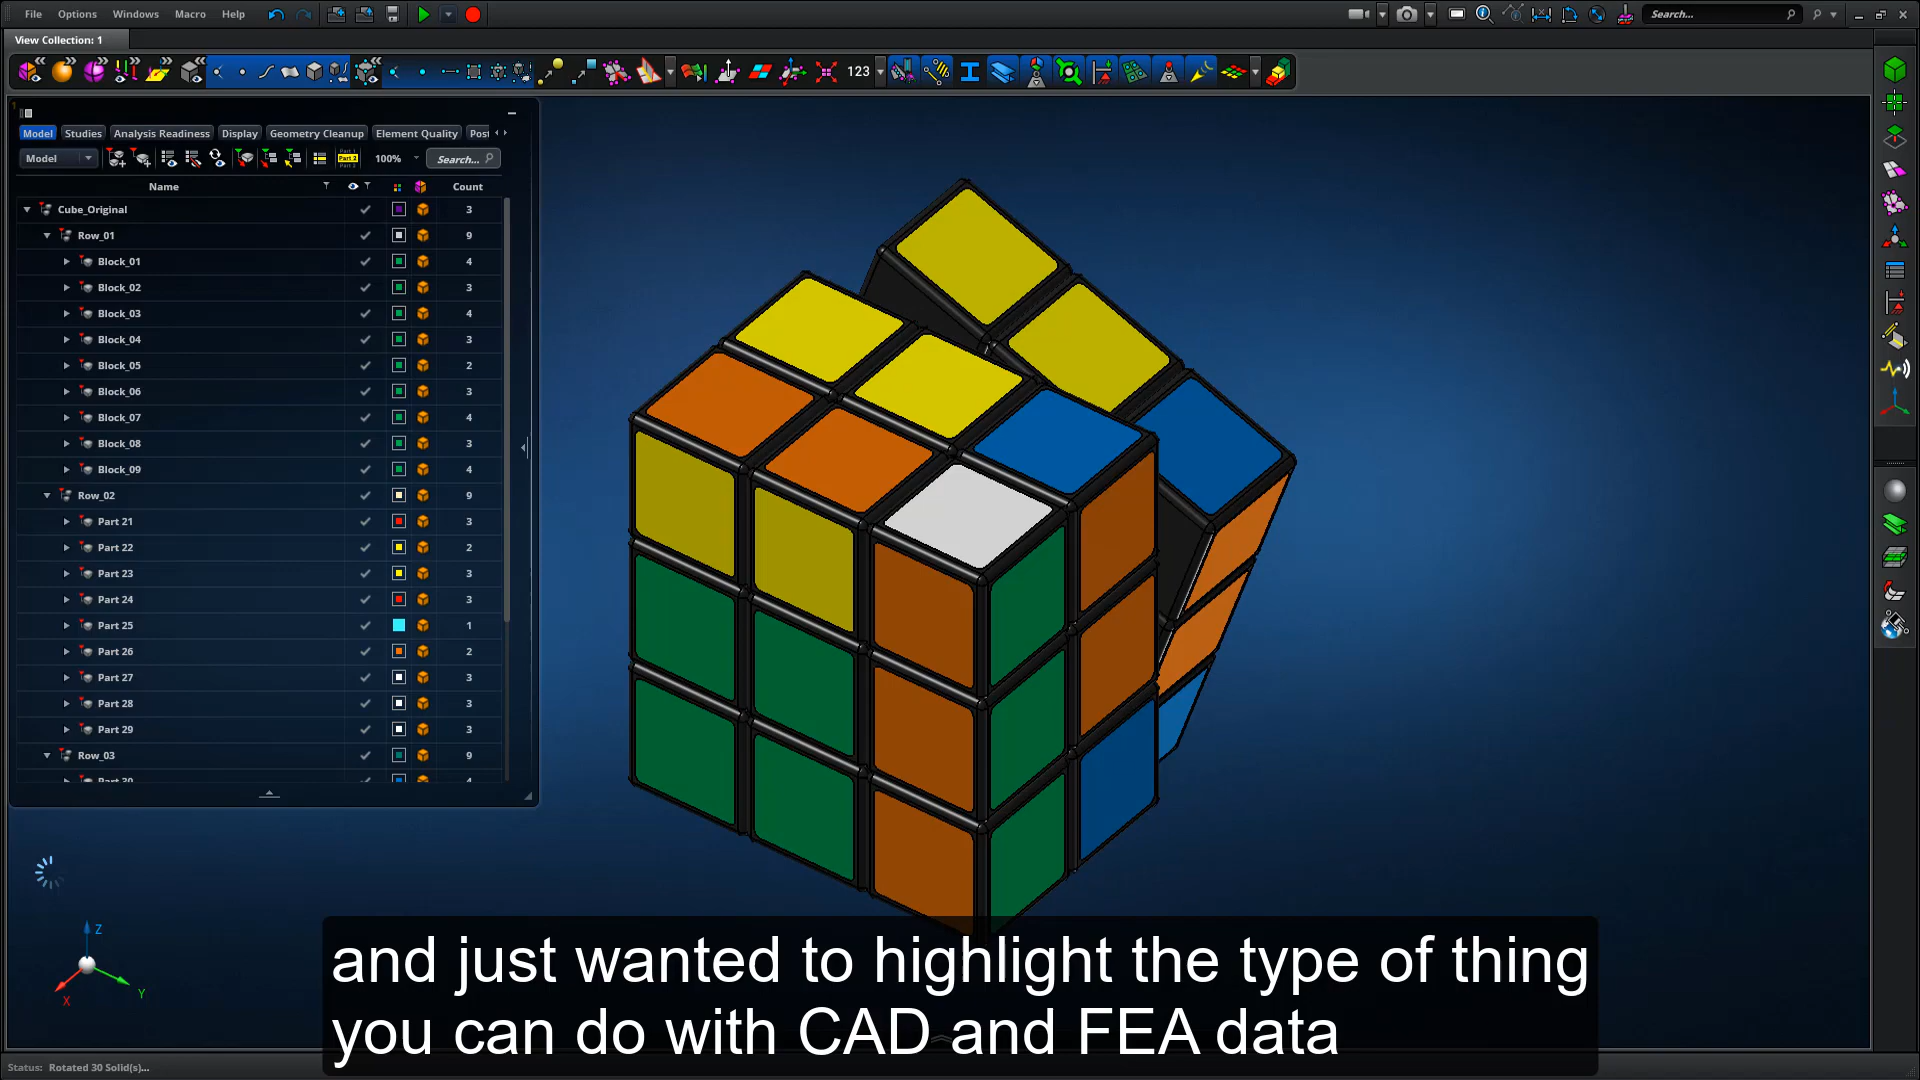 File Options Windows Macro Help
Search...
View Collection: 1
123
Model Studies Analysis Readiness Display Geometry Cleanup Element Quality Post
Model 100% Search...
Name Count
Cube_Original 3
Row_01 9
Block_01 4
Block_02 3
Block_03 4
Block_04 3
Block_05 2
Block_06 3
Block_07 4
Block_08 3
Block_09 4
Row_02 9
Part 21 3
Part 22 2
Part 23 3
Part 24 3
Part 25 1
Part 26 2
Part 27 3
Part 28 3
Part 29 3
Row_03 9
Part 30 4
Z
X
Y
and just wanted to highlight the type of thing
you can do with CAD and FEA data
Status: Rotated 30 Solid(s)...